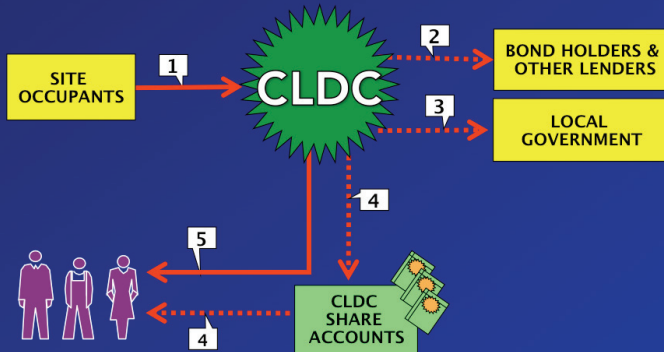 2
BOND HOLDERS &
OTHER LENDERS
1
SITE
OCCUPANTS
CLDC
3
LOCAL
GOVERNMENT
4
5
CLDC
SHARE
ACCOUNTS
4